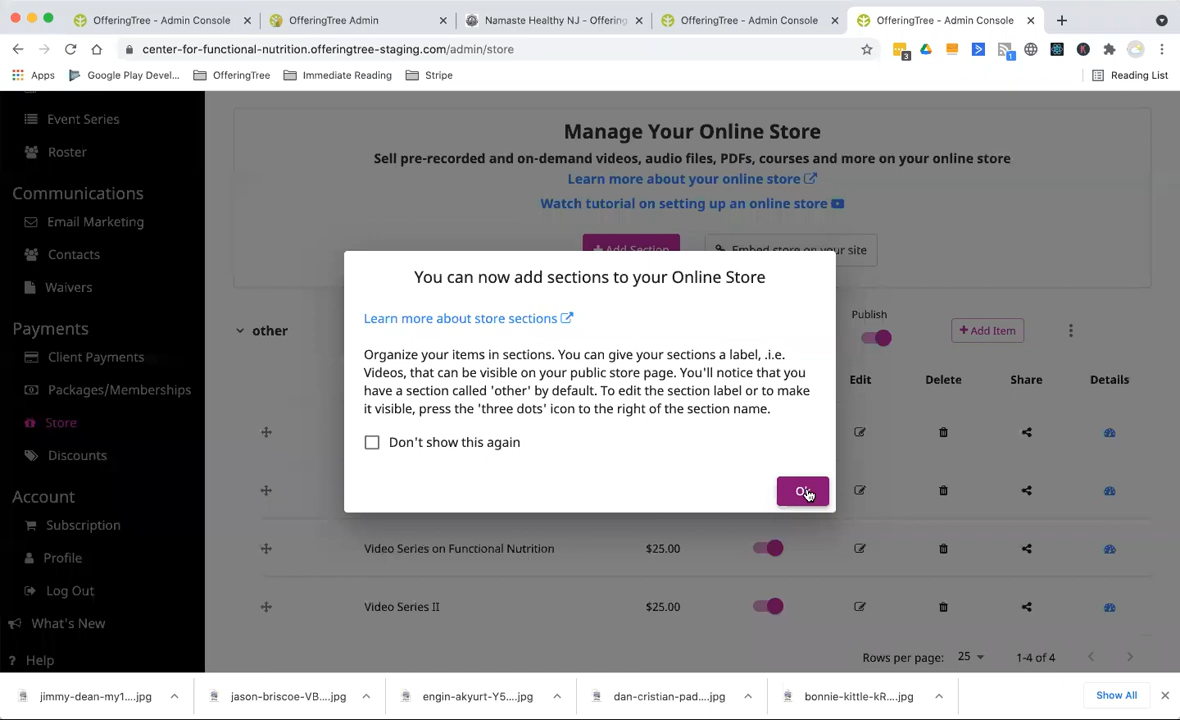 OfferingTree - Admin Console
OfferingTree Admin
Namaste Healthy NJ - Offering
OfferingTree - Admin Console
OfferingTree - Admin Console
center-for-functional-nutrition.offeringtree-staging.com/admin/store
3
1
Apps
Google Play Devel...
OfferingTree
Immediate Reading
Stripe
Reading List
Event Series
Roster
Communications
Email Marketing
Contacts
Waivers
Payments
Client Payments
Packages/Memberships
Store
Discounts
Account
Subscription
Profile
Log Out
What's New
? Help
Manage Your Online Store
Sell pre-recorded and on-demand videos, audio files, PDFs, courses and more on your online store
Learn more about your online store
Watch tutorial on setting up an online store
+ Add Section
Embed store on your site
You can now add sections to your Online Store
Learn more about store sections
Organize your items in sections. You can give your sections a label, .i.e.
Videos, that can be visible on your public store page. You'll notice that you
have a section called 'other' by default. To edit the section label or to make
it visible, press the 'three dots' icon to the right of the section name.
Don't show this again
other
Publish
+ Add Item
Edit
Delete
Share
Details
Video Series on Functional Nutrition
$25.00
Video Series II
$25.00
Rows per page:
25
1-4 of 4
jimmy-dean-my1....jpg
jason-briscoe-VB....jpg
engin-akyurt-Y5....jpg
dan-cristian-pad....jpg
bonnie-kittle-kR....jpg
Show All